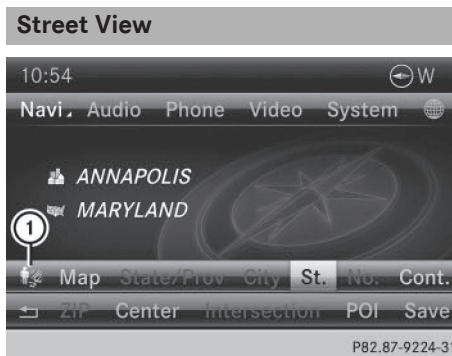 Street View
10:54 W
Navi Audio Phone Video System
ANNAPOLIS
MARYLAND
1
Map State/Prov City St. No. Cont.
ZIP Center Intersection POI Save
P82.87-9224-31